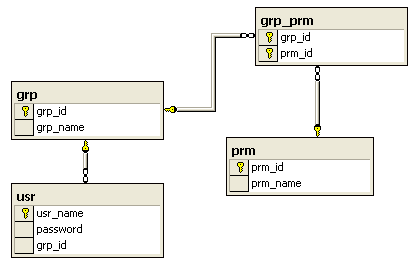 grp_prm
grp_id
prm_id
grp
grp_id
grp_name
prm
prm_id
prm_name
usr
usr_name
password
grp_id